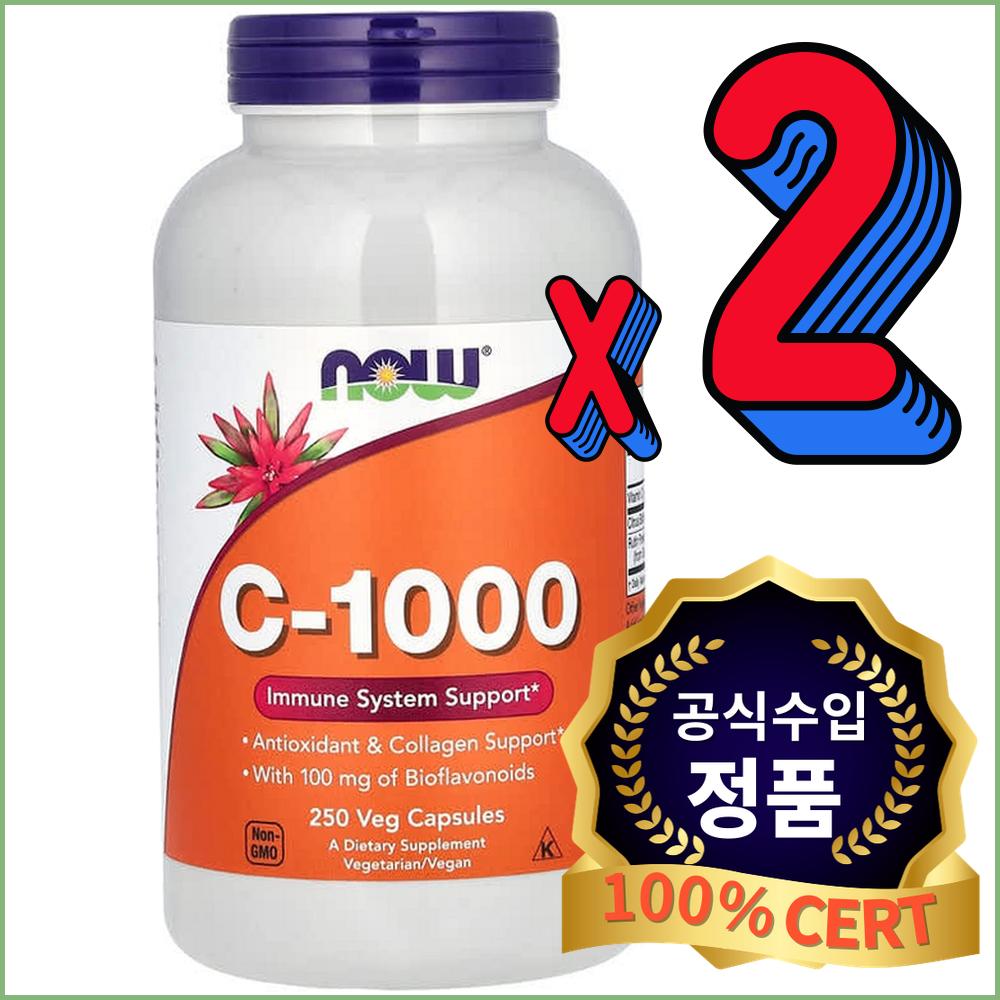 now®
x2
C-1000
Immune System Support*
• Antioxidant & Collagen Support*
• With 100 mg of Bioflavonoids
250 Veg Capsules
A Dietary Supplement
Vegetarian/Vegan
Non-
GMO
K
공식수입
정품
100% CERT